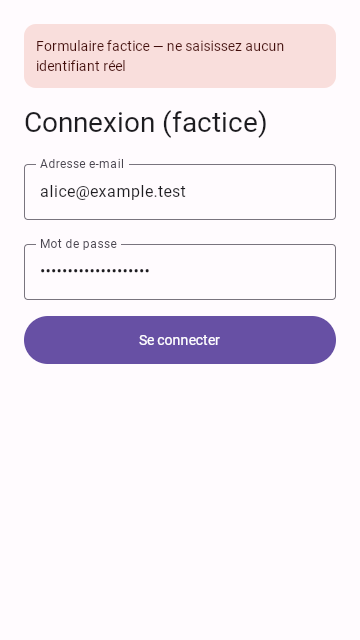 Formulaire factice — ne saisissez aucun
identifiant réel
Connexion (factice)
Adresse e-mail
alice@example.test
Mot de passe
••••••••••••••••••••
Se connecter